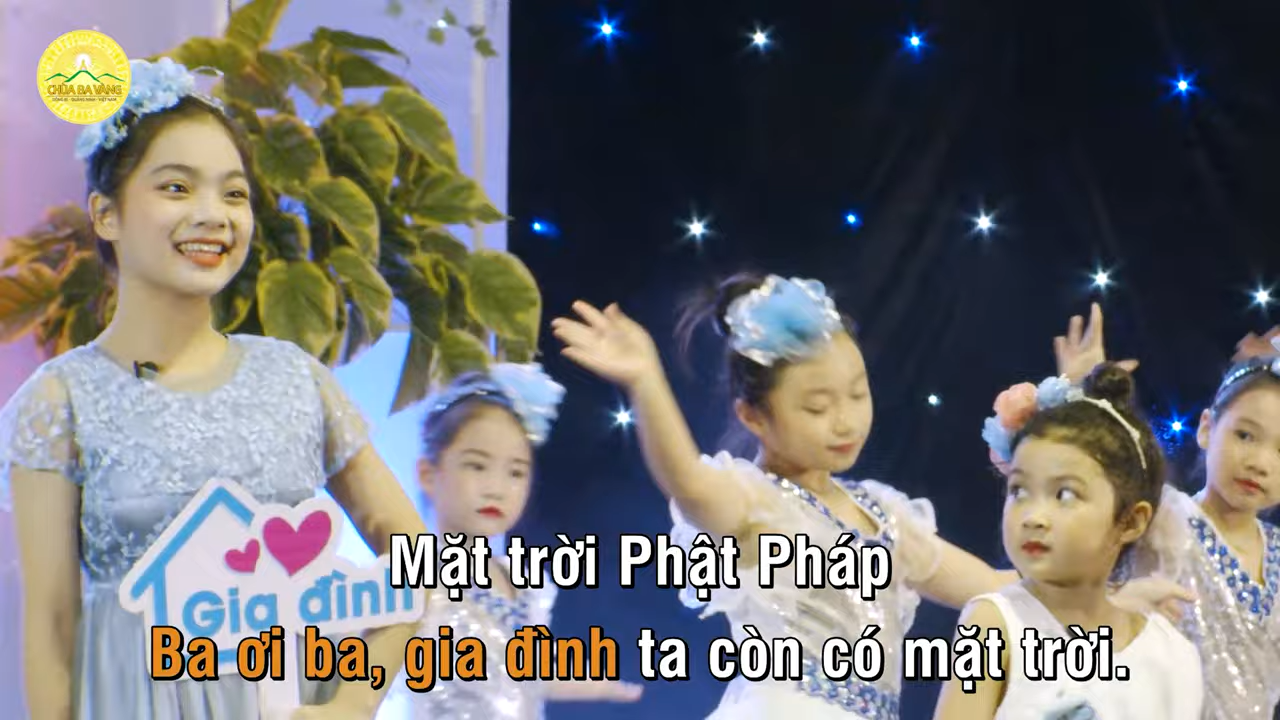 CHÙA BA VÀNG
Gia đình
Mặt trời Phật Pháp
Ba ơi ba, gia đình ta còn có mặt trời.